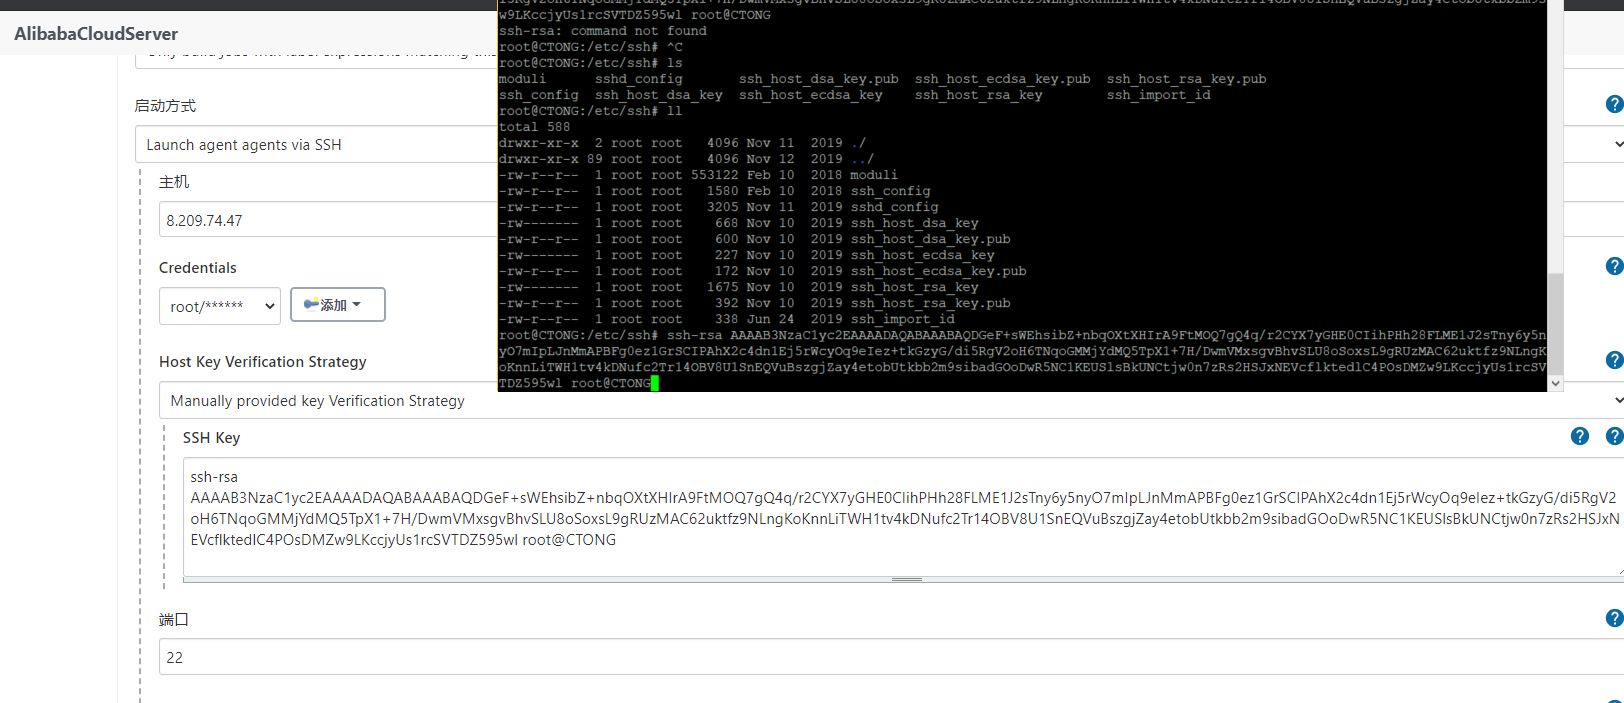 AlibabaCloudServer
启动方式
Launch agent agents via SSH
主机
8.209.74.47
Credentials
root/******
添加
Host Key Verification Strategy
Manually provided key Verification Strategy
SSH Key
ssh-rsa
AAAAB3NzaC1yc2EAAAADAQABAAABAQDGeF+sWEhsibZ+nbqOXtXHIrA9FtMOQ7gQ4q/r2CYX7yGHE0CIihPHh28FLME1J2sTny6y5nyO7mIpLJnMmAPBFg0ez1GrSCIPAhX2c4dn1Ej5rWcyOq9eIez+tkGzyG/di5RgV2
oH6TNqoGMMjYdMQ5TpX1+7H/DwmVMxsgvBhvSLU8oSoxsL9gRUzMAC62uktfz9NLngKoKnnLiTWH1tv4kDNufc2Tr14OBV8U1SnEQVuBszgjZay4etobUtkbb2m9sibadGOoDwR5NC1KEUSlsBkUNCtjw0n7zRs2HSJxN
EVcflktedlC4POsDMZw9LKccjyUs1rcSVTDZ595wl root@CTONG
端口
22
w9LKccjyUs1rcSVTDZ595wl root@CTONG
ssh-rsa: command not found
root@CTONG:/etc/ssh# ^C
root@CTONG:/etc/ssh# ls
moduli sshd_config ssh_host_dsa_key.pub ssh_host_ecdsa_key.pub ssh_host_rsa_key.pub
ssh_config ssh_host_dsa_key ssh_host_ecdsa_key ssh_host_rsa_key ssh_import_id
root@CTONG:/etc/ssh# ll
total 588
drwxr-xr-x 2 root root 4096 Nov 11 2019 ./
drwxr-xr-x 89 root root 4096 Nov 12 2019 ../
-rw-r--r-- 1 root root 553122 Feb 10 2018 moduli
-rw-r--r-- 1 root root 1580 Feb 10 2018 ssh_config
-rw-r--r-- 1 root root 3205 Nov 11 2019 sshd_config
-rw------- 1 root root 668 Nov 10 2019 ssh_host_dsa_key
-rw-r--r-- 1 root root 600 Nov 10 2019 ssh_host_dsa_key.pub
-rw------- 1 root root 227 Nov 10 2019 ssh_host_ecdsa_key
-rw-r--r-- 1 root root 172 Nov 10 2019 ssh_host_ecdsa_key.pub
-rw------- 1 root root 1675 Nov 10 2019 ssh_host_rsa_key
-rw-r--r-- 1 root root 392 Nov 10 2019 ssh_host_rsa_key.pub
-rw-r--r-- 1 root root 338 Jun 24 2019 ssh_import_id
root@CTONG:/etc/ssh# ssh-rsa AAAAB3NzaC1yc2EAAAADAQABAAABAQDGeF+sWEhsibZ+nbqOXtXHIrA9FtMOQ7gQ4q/r2CYX7yGHE0CIihPHh28FLME1J2sTny6y5n
yO7mIpLJnMmAPBFg0ez1GrSCIPAhX2c4dn1Ej5rWcyOq9eIez+tkGzyG/di5RgV2oH6TNqoGMMjYdMQ5TpX1+7H/DwmVMxsgvBhvSLU8oSoxsL9gRUzMAC62uktfz9NLngK
oKnnLiTWH1tv4kDNufc2Tr14OBV8U1SnEQVuBszgjZay4etobUtkbb2m9sibadGOoDwR5NC1KEUSlsBkUNCtjw0n7zRs2HSJxNEVcflktedlC4POsDMZw9LKccjyUs1rcSV
TDZ595wl root@CTONG